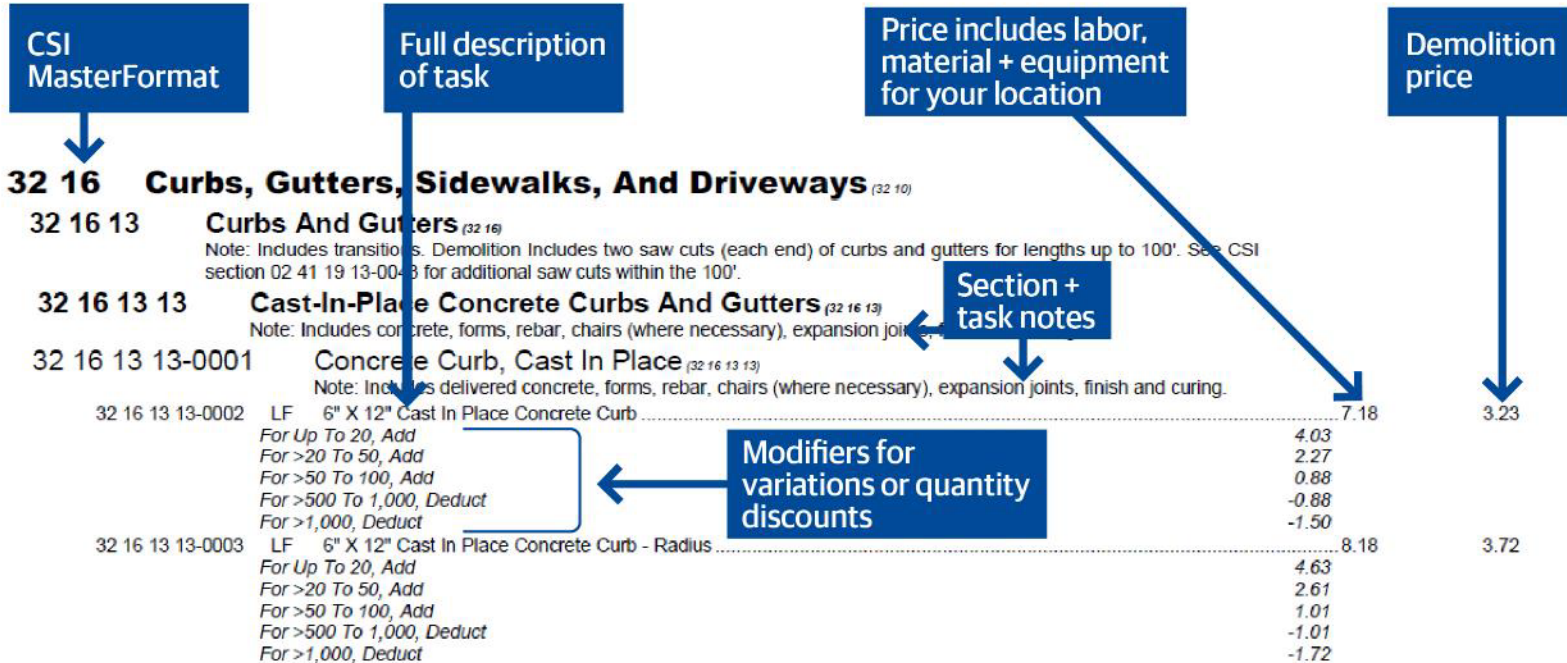 CSI
MasterFormat
Full description
of task
Price includes labor,
material + equipment
for your location
Demolition
price
32 16 Curbs, Gutters, Sidewalks, And Driveways (32 10)
32 16 13 Curbs And Gutters (32 16)
Note: Includes transitions. Demolition Includes two saw cuts (each end) of curbs and gutters for lengths up to 100'. See CSI
section 02 41 19 13-0043 for additional saw cuts within the 100'.
Section +
task notes
32 16 13 13 Cast-In-Place Concrete Curbs And Gutters (32 16 13)
Note: Includes concrete, forms, rebar, chairs (where necessary), expansion joints,
32 16 13 13-0001 Concrete Curb, Cast In Place (32 16 13 13)
Note: Includes delivered concrete, forms, rebar, chairs (where necessary), expansion joints, finish and curing.
32 16 13 13-0002 LF 6" X 12" Cast In Place Concrete Curb 7.18 3.23
For Up To 20, Add 4.03
For >20 To 50, Add 2.27
For >50 To 100, Add 0.88
For >500 To 1,000, Deduct -0.88
For >1,000, Deduct -1.50
Modifiers for
variations or quantity
discounts
32 16 13 13-0003 LF 6" X 12" Cast In Place Concrete Curb - Radius 8.18 3.72
For Up To 20, Add 4.63
For >20 To 50, Add 2.61
For >50 To 100, Add 1.01
For >500 To 1,000, Deduct -1.01
For >1,000, Deduct -1.72